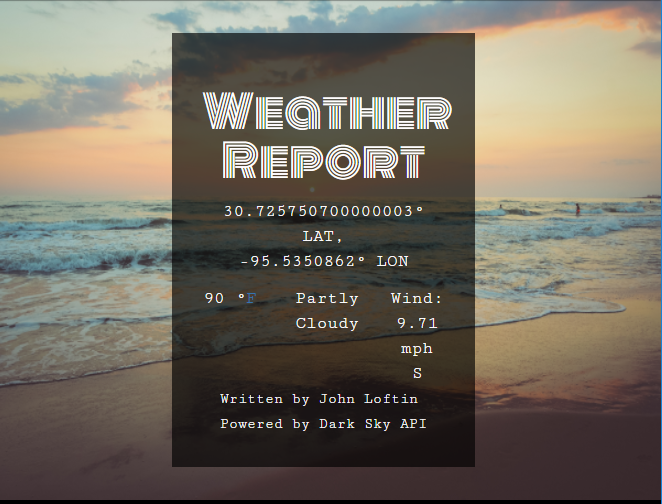 Weather
Report
30.725750700000003°
LAT,
-95.5350862° LON
90 °F Partly Wind:
Cloudy 9.71
mph
S
Written by John Loftin
Powered by Dark Sky API